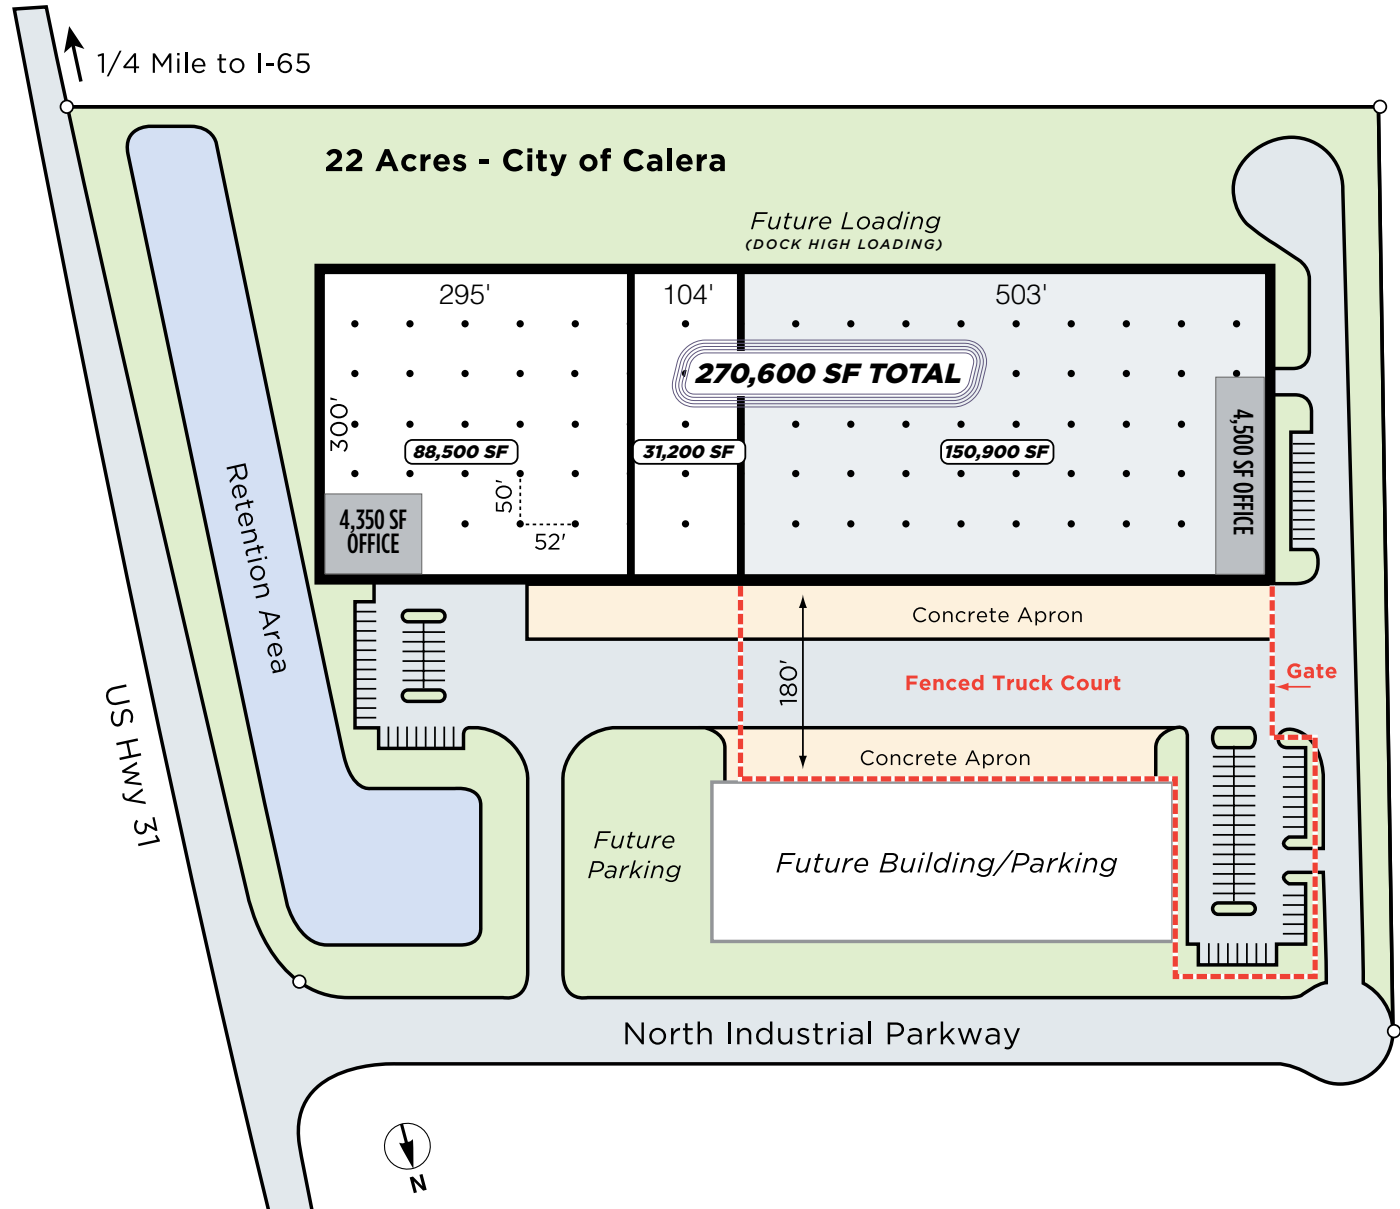 1/4 Mile to I-65
22 Acres - City of Calera
Future Loading
(DOCK HIGH LOADING)
295'
104'
503'
270,600 SF TOTAL
300'
88,500 SF
31,200 SF
150,900 SF
4,500 SF OFFICE
50'
52'
4,350 SF
OFFICE
Retention Area
Concrete Apron
180'
Fenced Truck Court
Gate
US Hwy 31
Concrete Apron
Future
Parking
Future Building/Parking
North Industrial Parkway
N